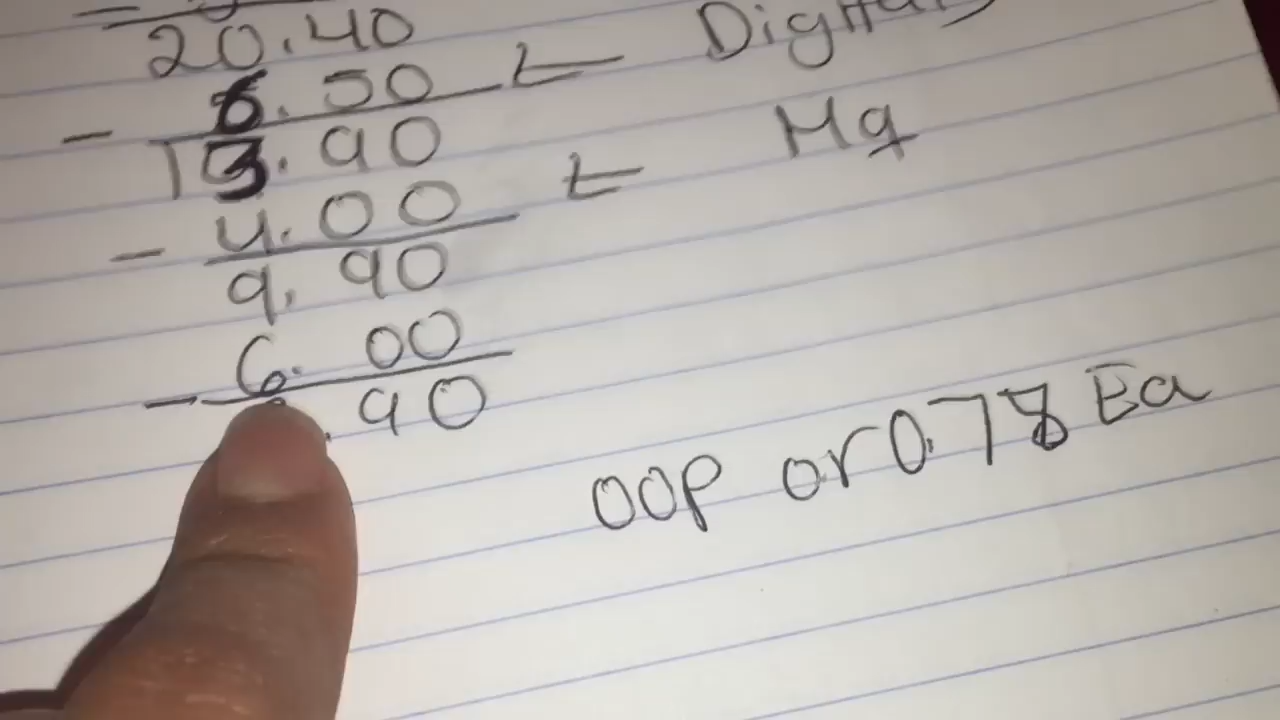 20.40
- 6.50 ← Digital
13.90
- 4.00 ← Mq
9.90
- 6.00
.90
OOP or 0.78 Ea